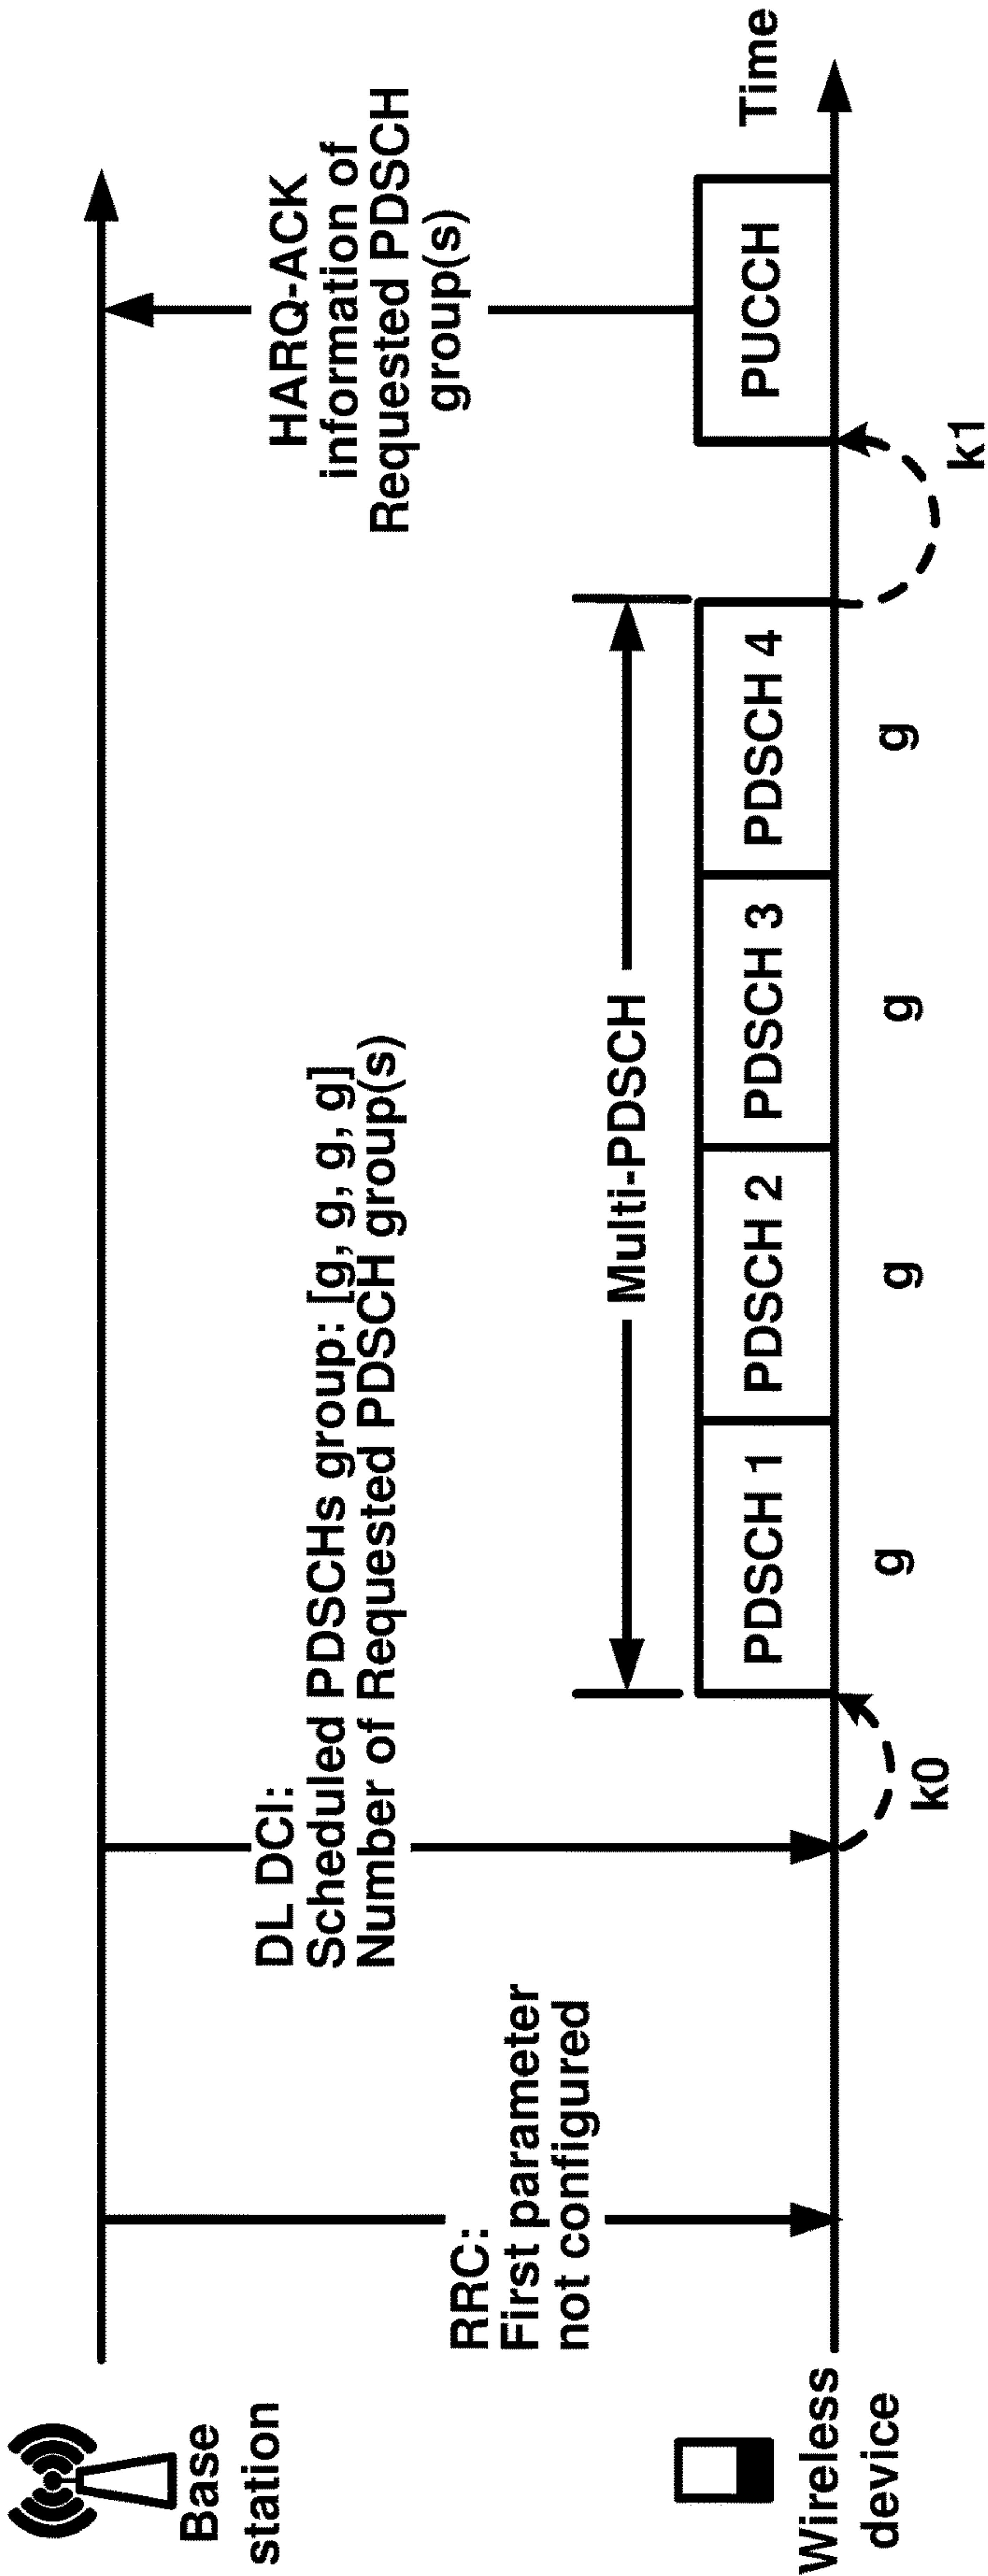 Base
station
RRC:
First parameter
not configured
DL DCI:
Scheduled PDSCHs group: [g, g, g, g]
Number of Requested PDSCH group(s)
HARQ-ACK
information of
Requested PDSCH
group(s)
Multi-PDSCH
Time
PDSCH 1
PDSCH 2
PDSCH 3
PDSCH 4
PUCCH
Wireless
device
k0
g
g
g
g
k1